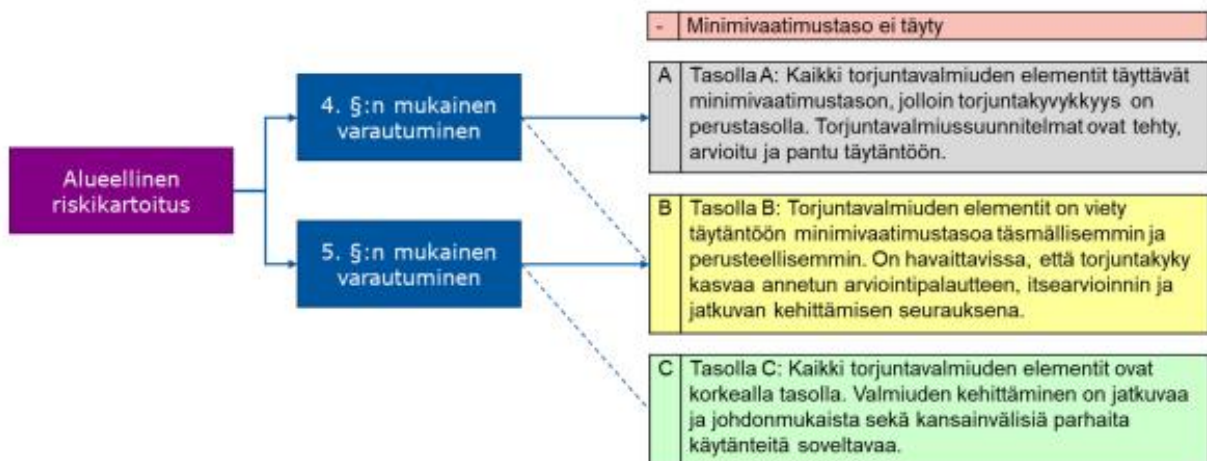 Alueellinen
riskikartoitus
4. §:n mukainen
varautuminen
5. §:n mukainen
varautuminen
- Minimivaatimustaso ei täyty
A Tasolla A: Kaikki torjuntavalmiuden elementit täyttävät
minimivaatimustason, jolloin torjuntakyvykkyys on
perustasolla. Torjuntavalmiussuunnitelmat ovat tehty,
arvioitu ja pantu täytäntöön.
B Tasolla B: Torjuntavalmiuden elementit on viety
täytäntöön minimivaatimustasoa täsmällisemmin ja
perusteellisemmin. On havaittavissa, että torjuntakyky
kasvaa annetun arviointipalautteen, itsearvioinnin ja
jatkuvan kehittämisen seurauksena.
C Tasolla C: Kaikki torjuntavalmiuden elementit ovat
korkealla tasolla. Valmiuden kehittäminen on jatkuvaa
ja johdonmukaista sekä kansainvälisiä parhaita
käytänteitä soveltavaa.